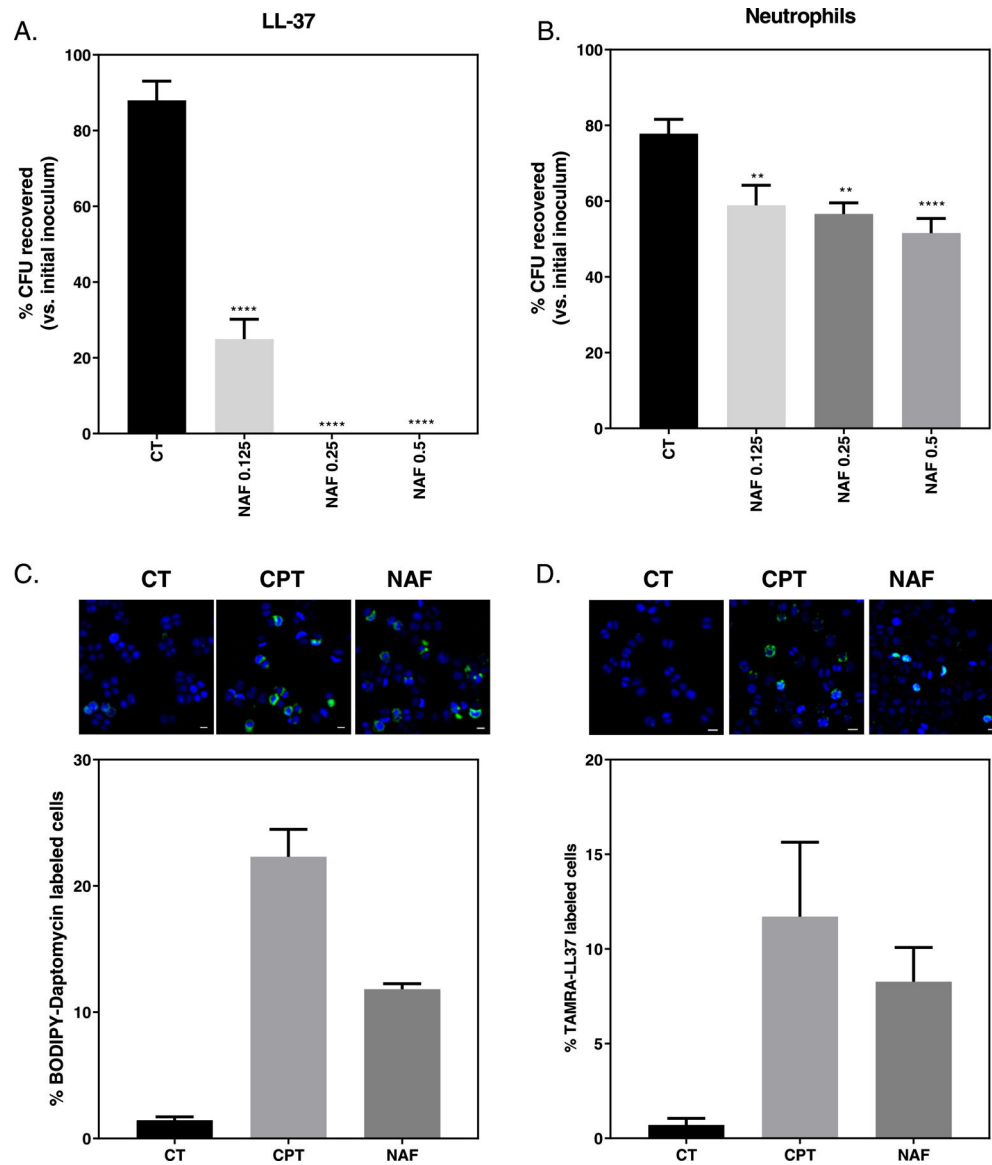 A.
LL-37
% CFU recovered
(vs. initial inoculum)
100
80
60
40
20
0
****
****
****
CT
NAF 0.125
NAF 0.25
NAF 0.5
B.
Neutrophils
% CFU recovered
(vs. initial inoculum)
100
80
60
40
20
0
**
**
****
CT
NAF 0.125
NAF 0.25
NAF 0.5
C.
CT CPT NAF
% BODIPY-Daptomycin labeled cells
30
20
10
0
CT CPT NAF
D.
CT CPT NAF
% TAMRA-LL37 labeled cells
20
15
10
5
0
CT CPT NAF